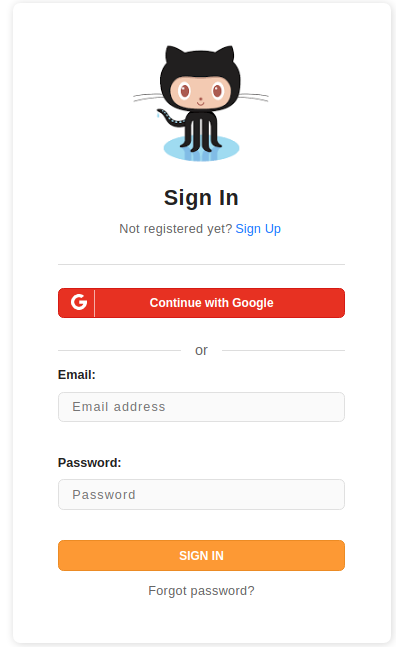 Sign In
Not registered yet? Sign Up
Continue with Google
or
Email:
Email address
Password:
Password
SIGN IN
Forgot password?